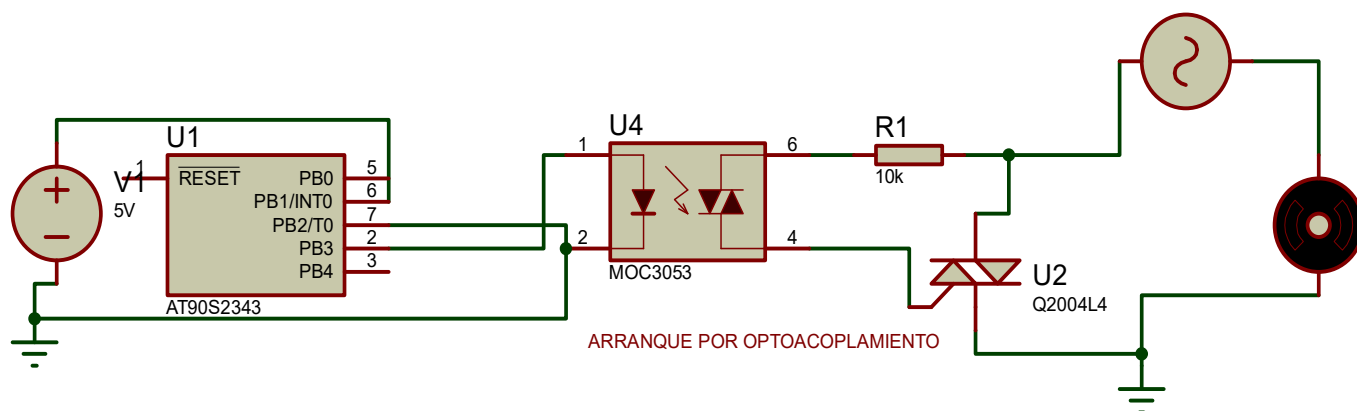 U1
1
RESET
V1
5V
PB0
5
PB1/INT0
6
PB2/T0
7
PB3
2
PB4
3
AT90S2343
U4
1
2
6
4
MOC3053
R1
10k
U2
Q2004L4
ARRANQUE POR OPTOACOPLAMIENTO